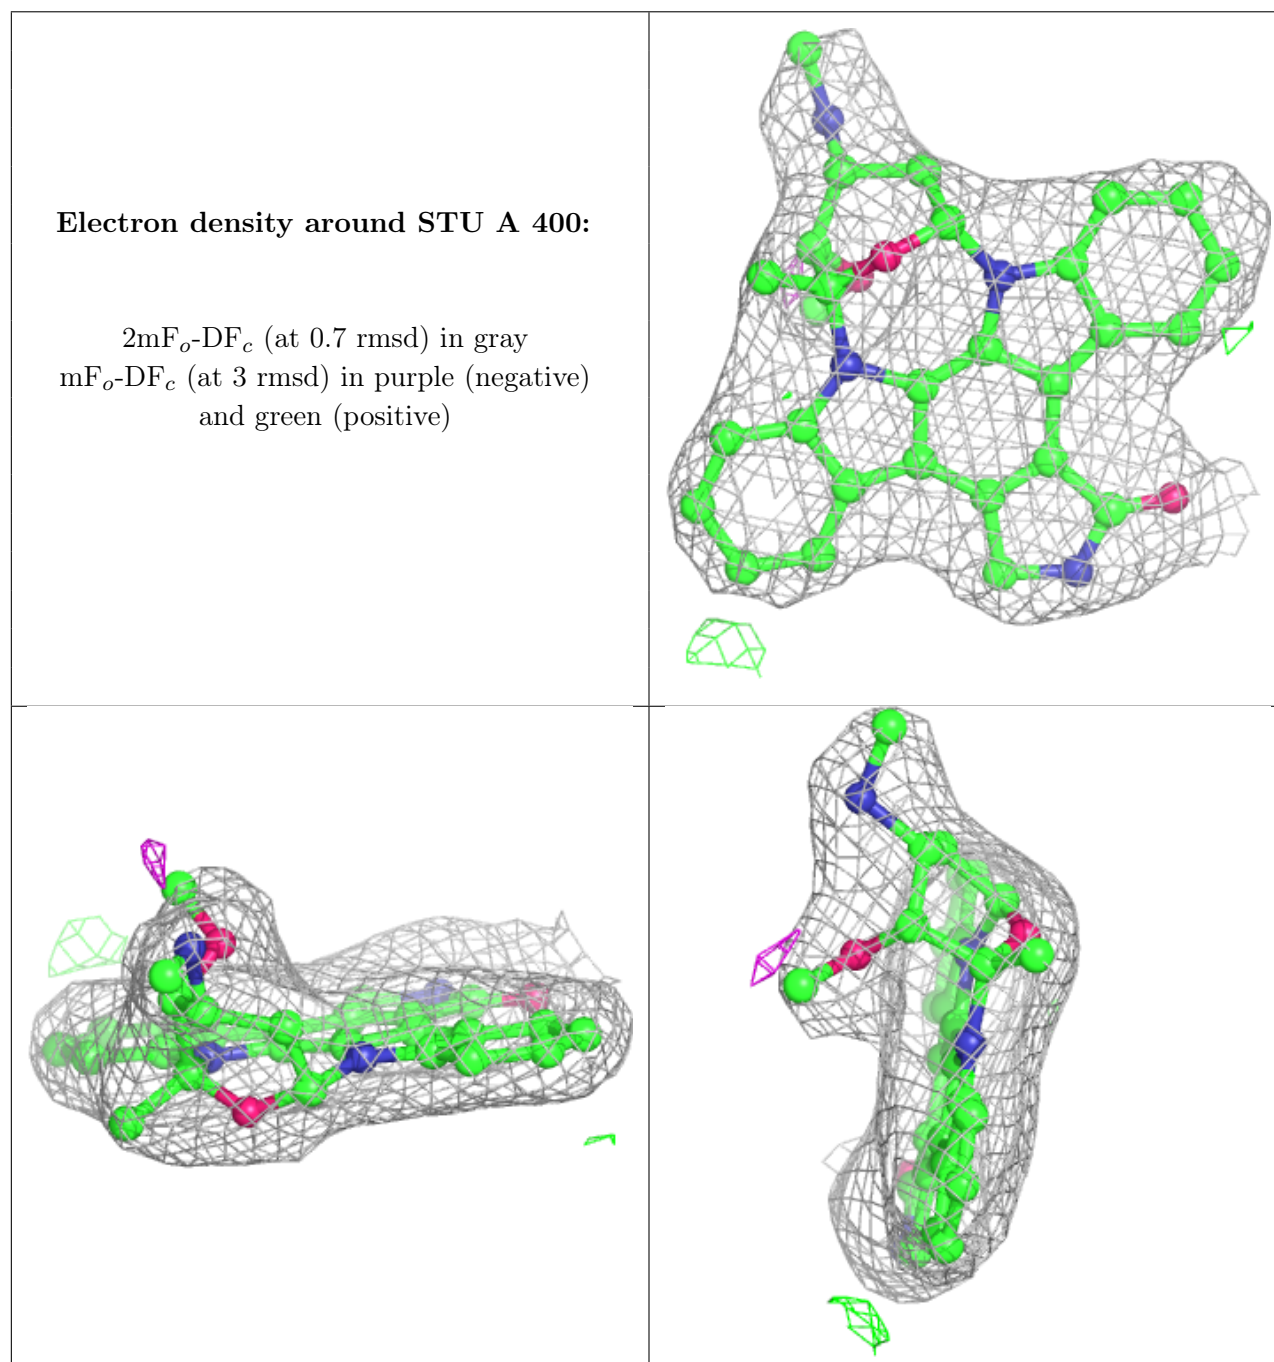 Electron density around STU A 400:
2mFo-DFc (at 0.7 rmsd) in gray
mFo-DFc (at 3 rmsd) in purple (negative)
and green (positive)